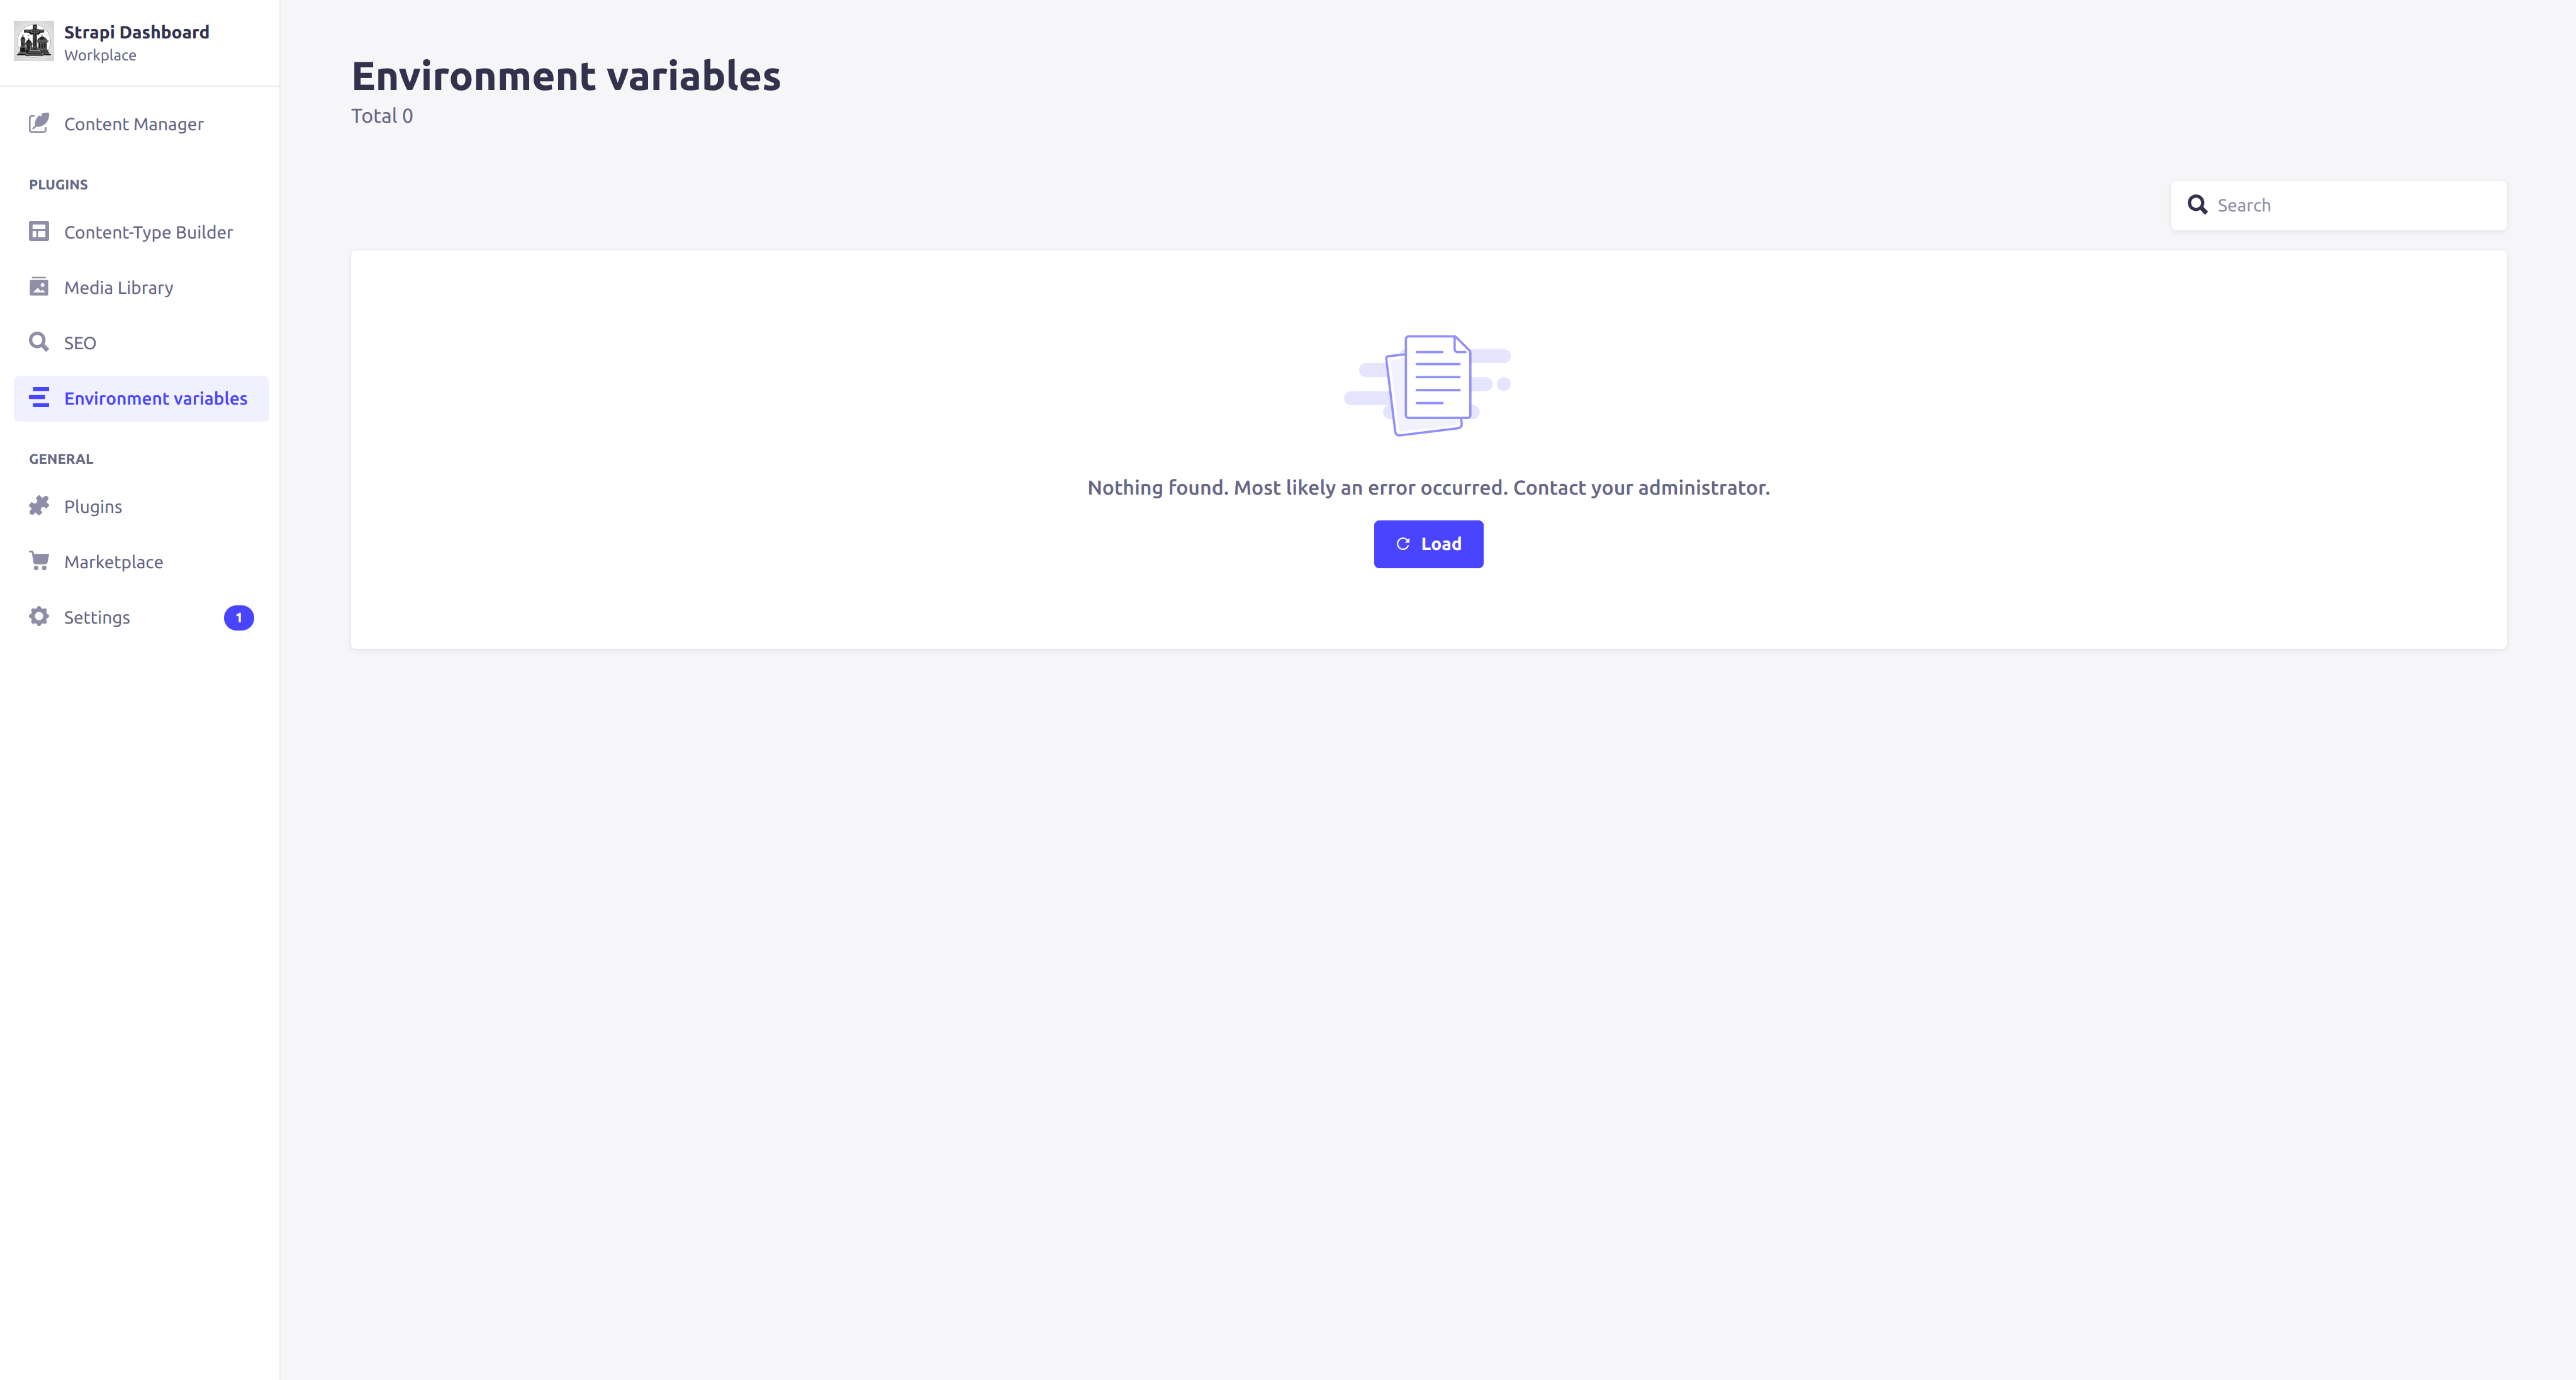 Strapi Dashboard
Workplace
Content Manager
PLUGINS
Content-Type Builder
Media Library
SEO
Environment variables
GENERAL
Plugins
Marketplace
Settings
1
Environment variables
Total 0
Search
Nothing found. Most likely an error occurred. Contact your administrator.
Load